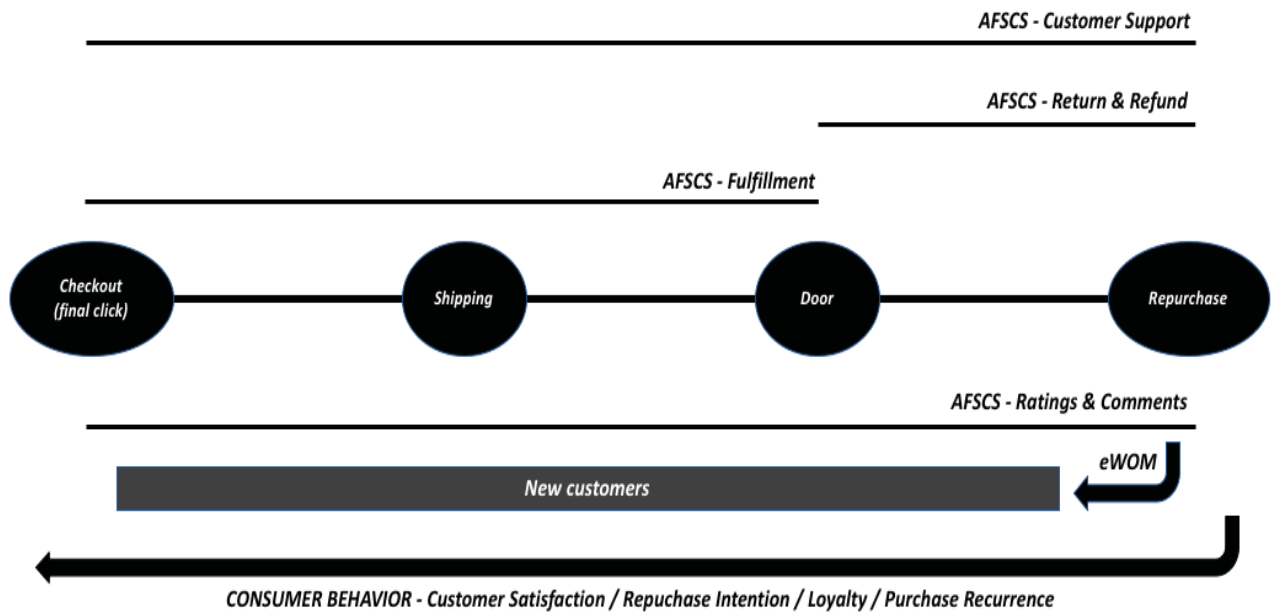 AFSCS - Customer Support
AFSCS - Return & Refund
AFSCS - Fulfillment
Checkout
(final click)
Shipping
Door
Repurchase
AFSCS - Ratings & Comments
eWOM
New customers
CONSUMER BEHAVIOR - Customer Satisfaction / Repuchase Intention / Loyalty / Purchase Recurrence